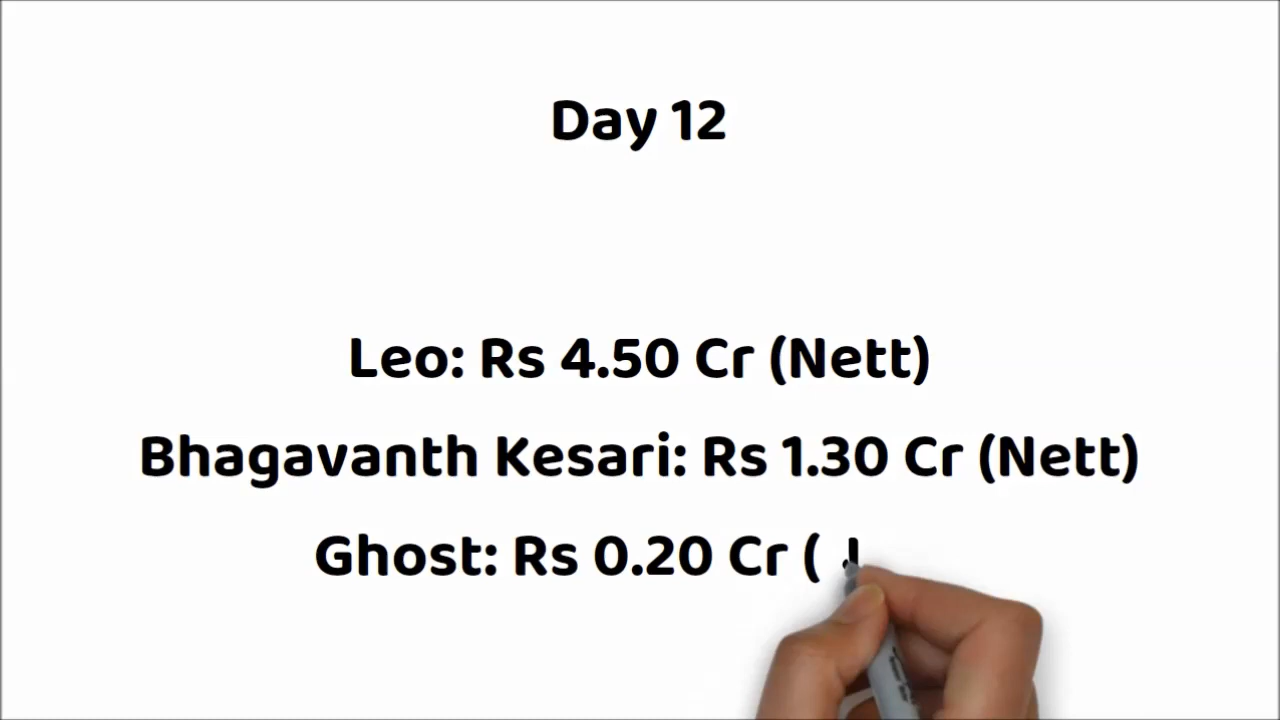 Day 12
Leo: Rs 4.50 Cr (Nett)
Bhagavanth Kesari: Rs 1.30 Cr (Nett)
Ghost: Rs 0.20 Cr (